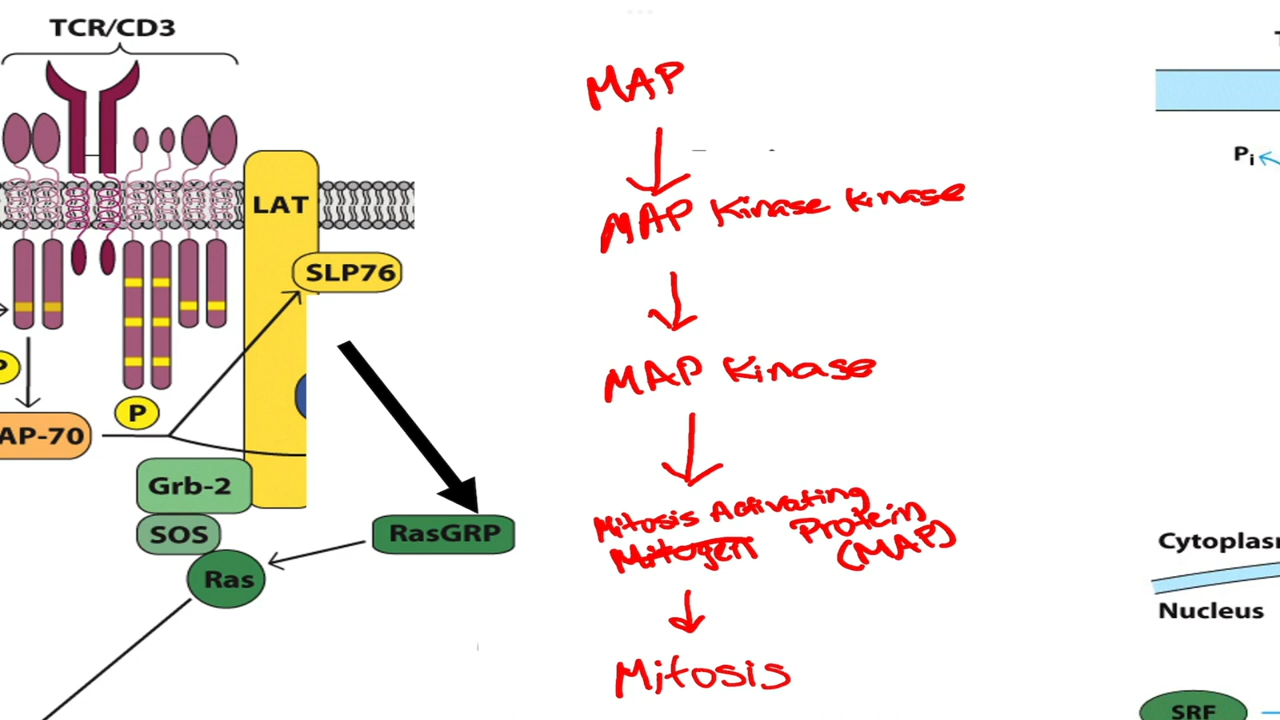 TCR/CD3
LAT
SLP76
P
AP-70
P
Grb-2
SOS
Ras
RasGRP
MAP
MAP Kinase Kinase
MAP Kinase
Mitosis Activating
Mitogen Protein
(MAP)
Mitosis
T
Pi
Cytoplas
Nucleus
SRF